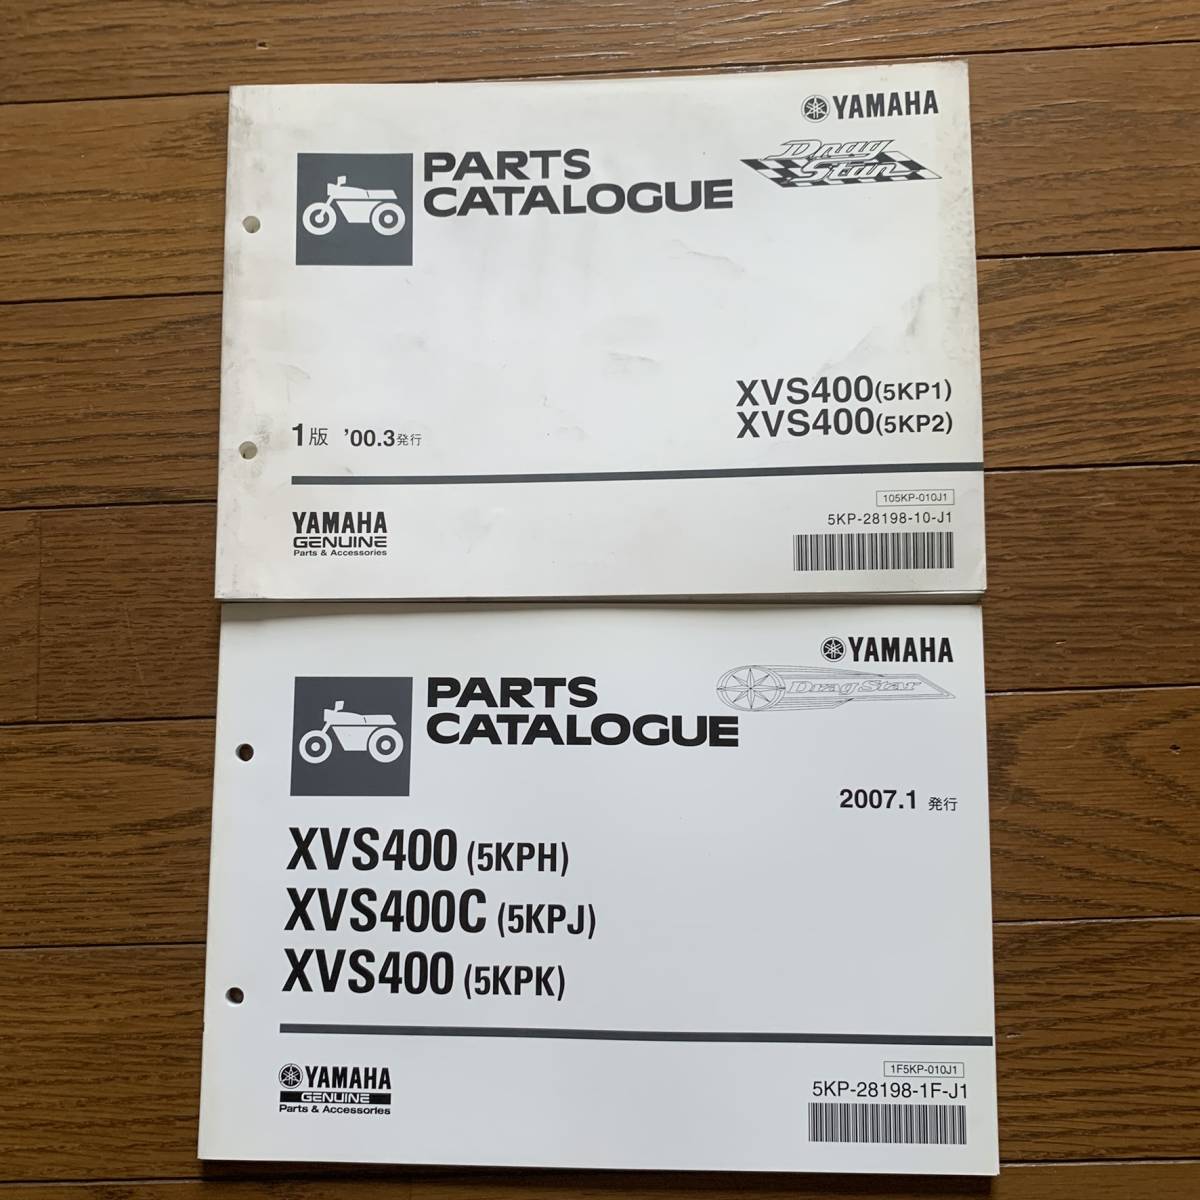 YAMAHA
PARTS
CATALOGUE
Drag
Star
XVS400(5KP1)
XVS400(5KP2)
1版 '00.3発行
105KP-010J1
5KP-28198-10-J1
YAMAHA
GENUINE
Parts & Accessories
YAMAHA
PARTS
CATALOGUE
DragStar
2007.1 発行
XVS400 (5KPH)
XVS400C (5KPJ)
XVS400 (5KPK)
YAMAHA
GENUINE
Parts & Accessories
1F5KP-010J1
5KP-28198-1F-J1